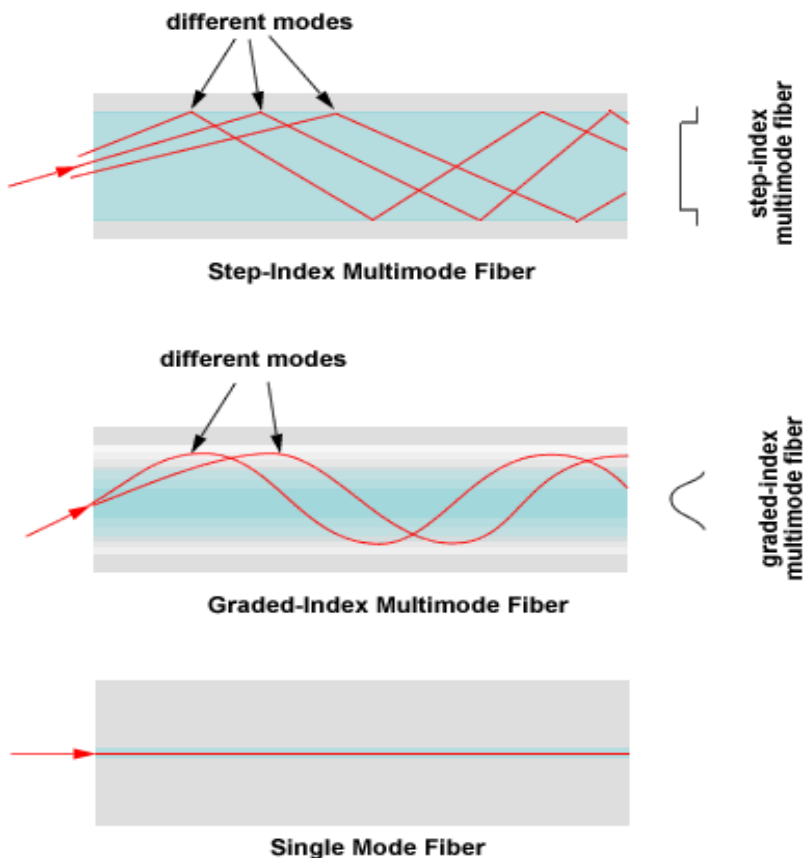 different modes
step-index
multimode fiber
Step-Index Multimode Fiber
different modes
graded-index
multimode fiber
Graded-Index Multimode Fiber
Single Mode Fiber